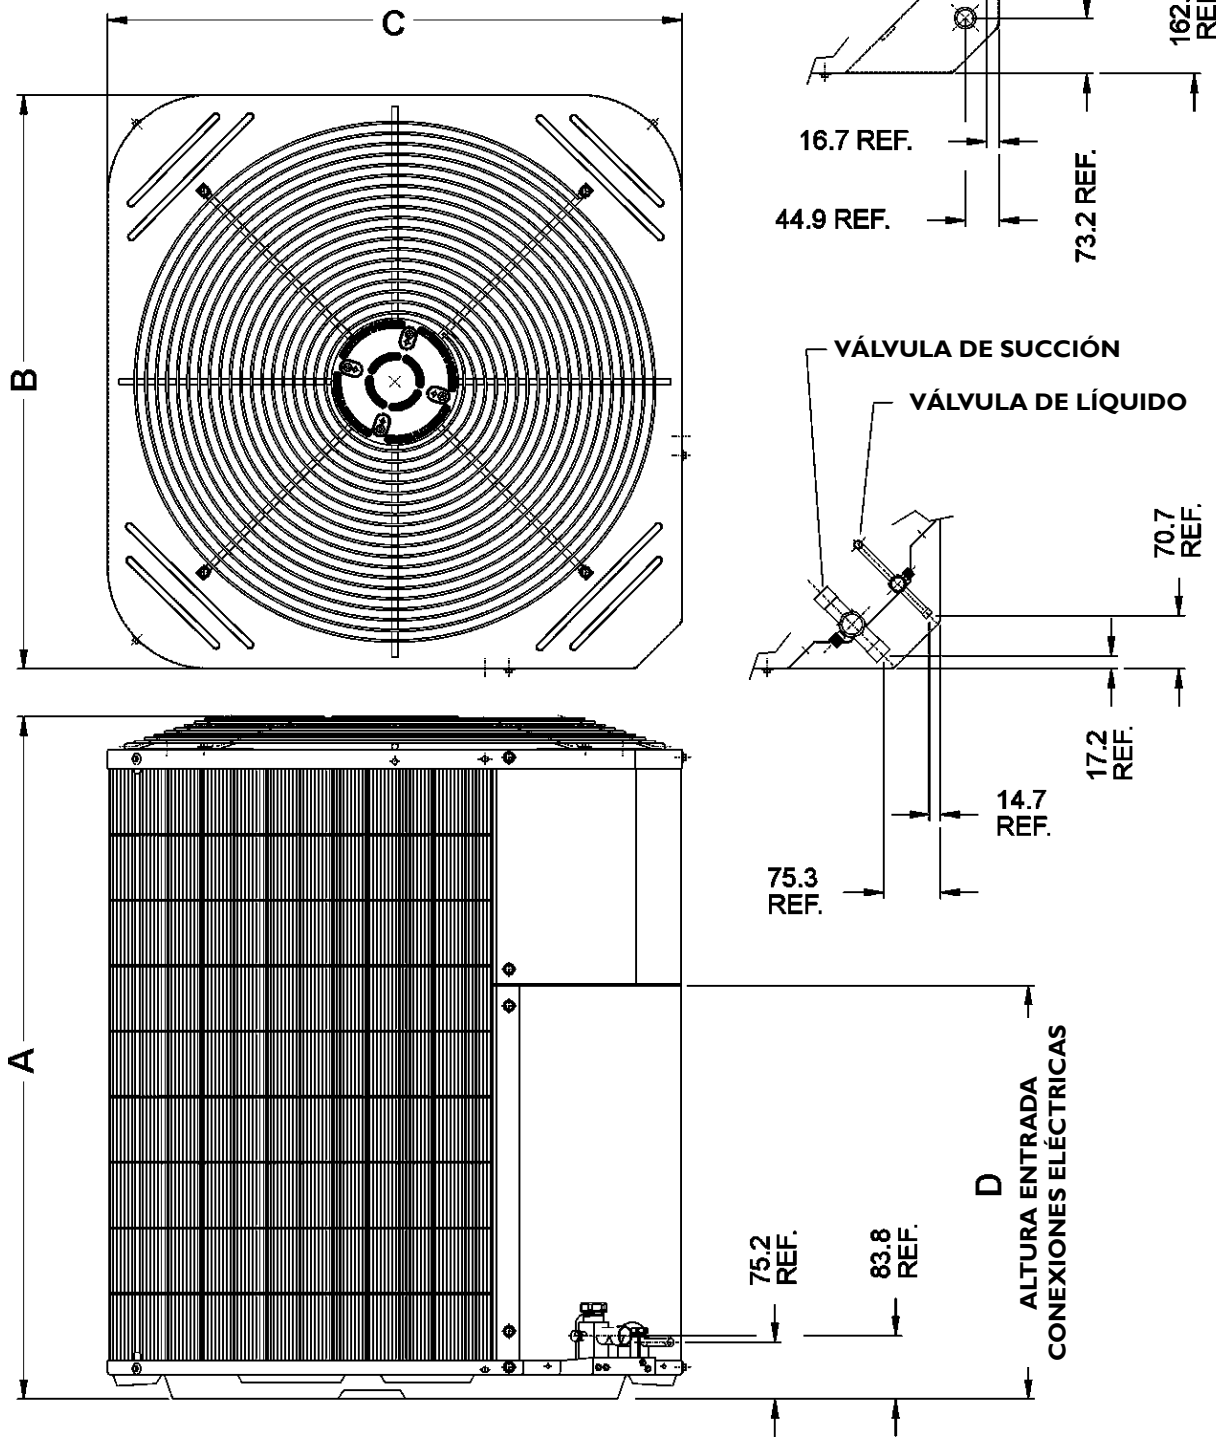 C
162
REF
16.7 REF.
44.9 REF.
73.2 REF.
B
VÁLVULA DE SUCCIÓN
VÁLVULA DE LÍQUIDO
70.7
REF.
17.2
REF.
14.7
REF.
75.3
REF.
A
D
ALTURA ENTRADA
CONEXIONES ELÉCTRICAS
75.2
REF.
83.8
REF.